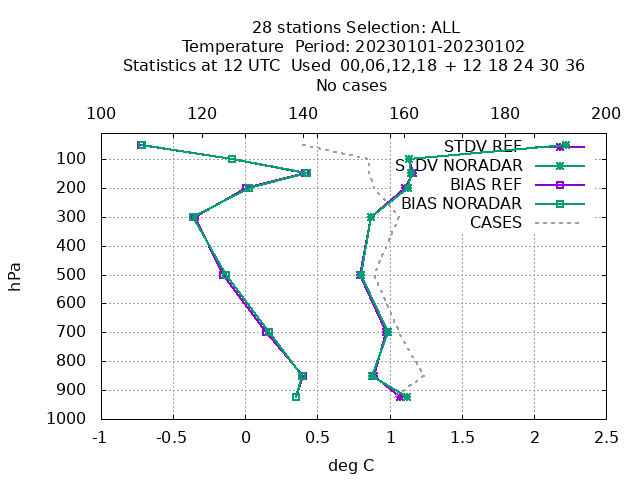 28 stations Selection: ALL
Temperature  Period: 20230101-20230102
Statistics at 12 UTC  Used  00,06,12,18  + 12 18 24 30 36
No cases
100 120 140 160 180 200
STDV REF
STDV NORADAR
BIAS REF
BIAS NORADAR
CASES
100
200
300
400
500
600
700
800
900
1000
hPa
-1 -0.5 0 0.5 1 1.5 2 2.5
deg C